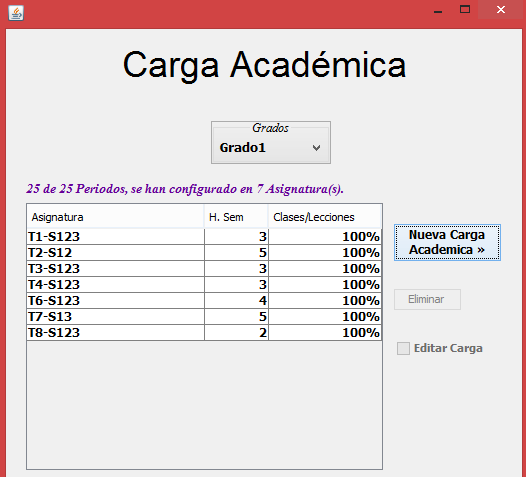 Carga Académica
Grados
Grado1
25 de 25 Periodos, se han configurado en 7 Asignatura(s).
Asignatura H. Sem Clases/Lecciones
T1-S123 3 100%
T2-S12 5 100%
T3-S123 3 100%
T4-S123 3 100%
T6-S123 4 100%
T7-S13 5 100%
T8-S123 2 100%
Nueva Carga
Academica »
Eliminar
Editar Carga